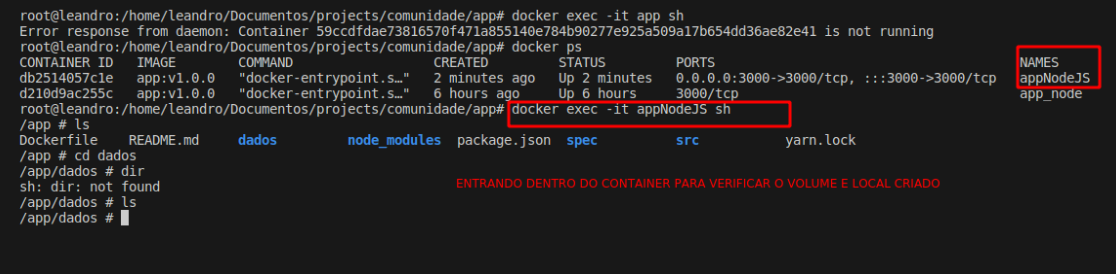 root@leandro:/home/leandro/Documentos/projects/comunidade/app# docker exec -it app sh
Error response from daemon: Container 59ccdfdae73816570f471a855140e784b90277e925a509a17b654dd36ae82e41 is not running
root@leandro:/home/leandro/Documentos/projects/comunidade/app# docker ps
CONTAINER ID   IMAGE        COMMAND                  CREATED         STATUS         PORTS                                       NAMES
db2514057c1e   app:v1.0.0   "docker-entrypoint.s…"   2 minutes ago   Up 2 minutes   0.0.0.0:3000->3000/tcp, :::3000->3000/tcp   appNodeJS
d210d9ac255c   app:v1.0.0   "docker-entrypoint.s…"   6 hours ago     Up 6 hours     3000/tcp                                    app_node
root@leandro:/home/leandro/Documentos/projects/comunidade/app# docker exec -it appNodeJS sh
/app # ls
Dockerfile    README.md     dados         node_modules  package.json  spec          src           yarn.lock
/app # cd dados
/app/dados # dir
sh: dir: not found
ENTRANDO DENTRO DO CONTAINER PARA VERIFICAR O VOLUME E LOCAL CRIADO
/app/dados # ls
/app/dados #